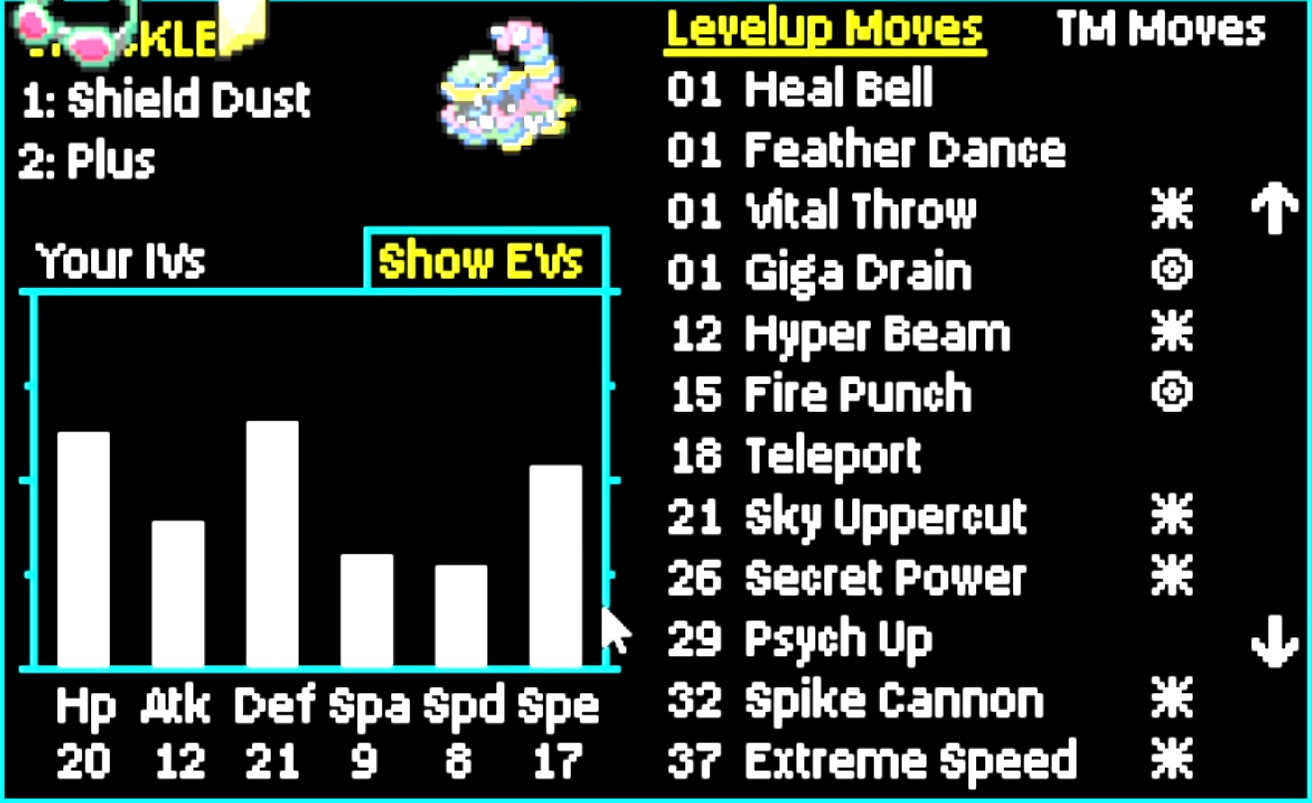 KLE
1: Shield Dust
2: Plus
Your IVs
Show EVs
Hp Atk Def Spa Spd Spe
20 12 21 9 8 17
Levelup Moves
TM Moves
01 Heal Bell
01 Feather Dance
01 Vital Throw
01 Giga Drain
12 Hyper Beam
15 Fire Punch
18 Teleport
21 Sky Uppercut
26 Secret Power
29 Psych Up
32 Spike Cannon
37 Extreme Speed